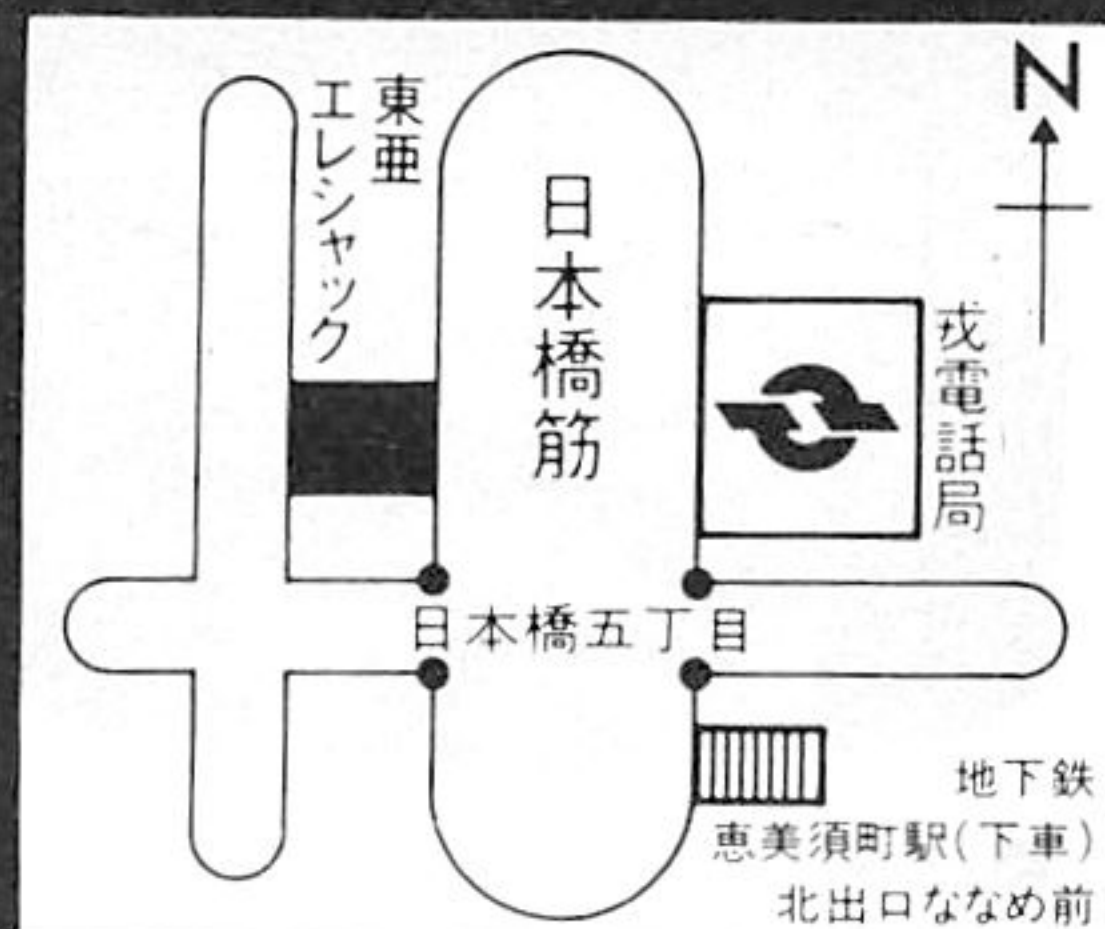 N
東亜
エレシャック
日本橋筋
戎電話局
日本橋五丁目
地下鉄
恵美須町駅(下車)
北出口ななめ前